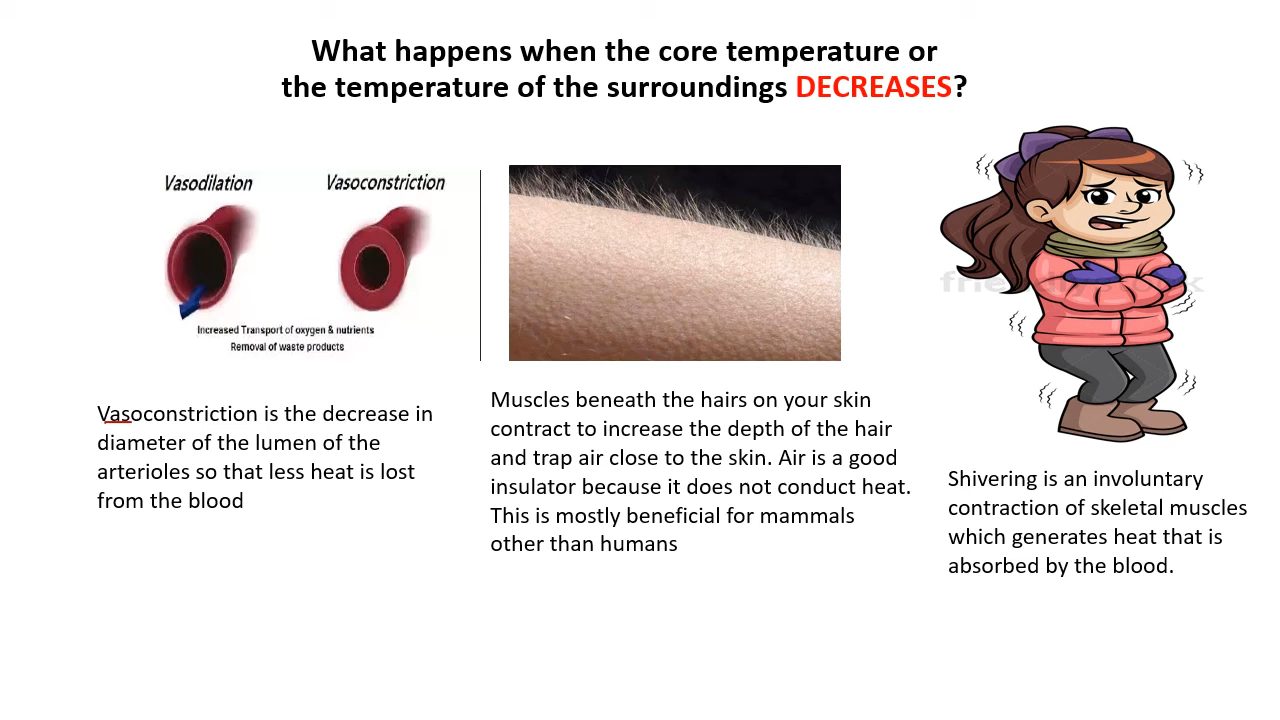 What happens when the core temperature or
the temperature of the surroundings DECREASES?
Vasodilation
Vasoconstriction
Increased Transport of oxygen & nutrients
Removal of waste products
Vasoconstriction is the decrease in
diameter of the lumen of the
arterioles so that less heat is lost
from the blood
Muscles beneath the hairs on your skin
contract to increase the depth of the hair
and trap air close to the skin. Air is a good
insulator because it does not conduct heat.
This is mostly beneficial for mammals
other than humans
Shivering is an involuntary
contraction of skeletal muscles
which generates heat that is
absorbed by the blood.